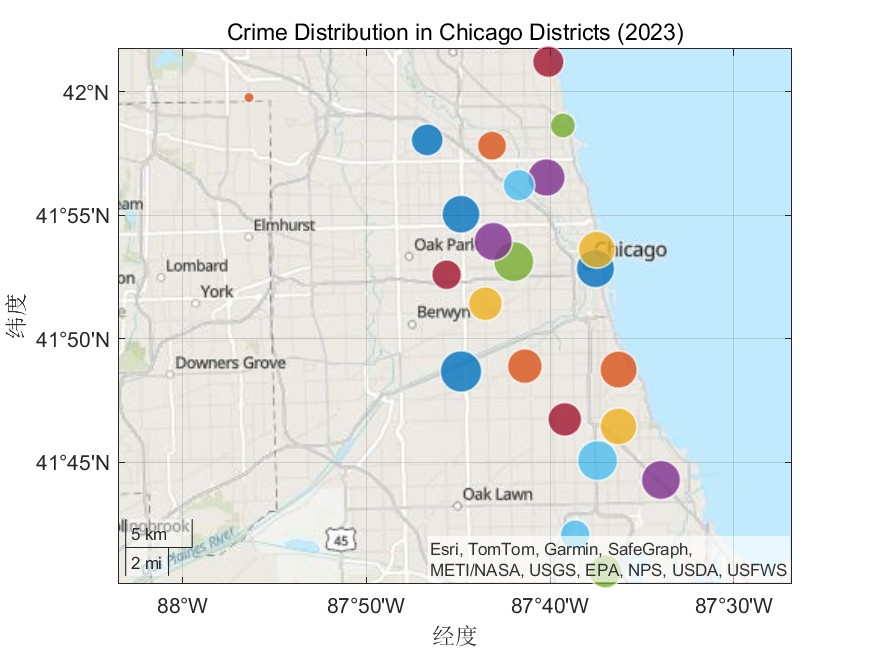 Crime Distribution in Chicago Districts (2023)
42°N
41°55'N
eam
Elmhurst
Oak Park
Chicago
Lombard
on
York
Berwyn
41°50'N
Downers Grove
41°45'N
Oak Lawn
5 km
2 mi
Plaines River
45
Esri, TomTom, Garmin, SafeGraph,
METI/NASA, USGS, EPA, NPS, USDA, USFWS
88°W
87°50'W
87°40'W
87°30'W
经度
纬度